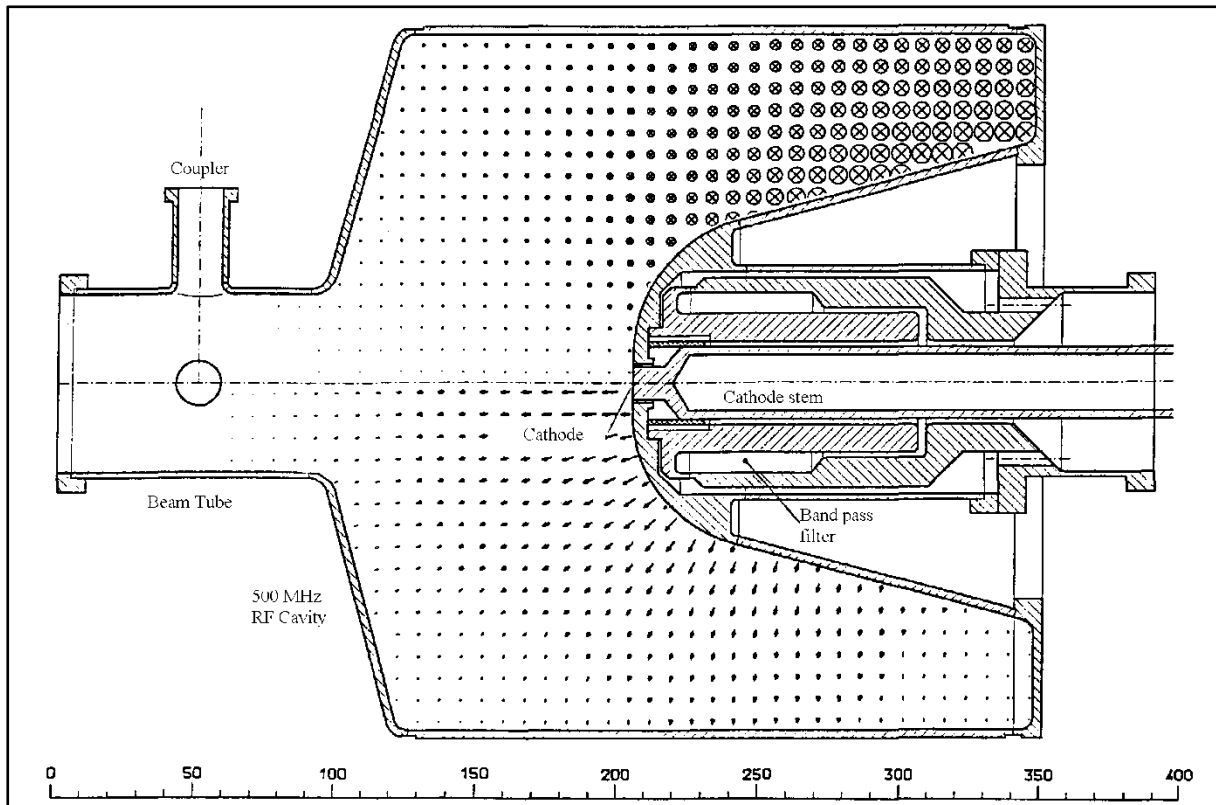 Coupler
Cathode stem
Cathode
Beam Tube
Band pass
filter
500 MHz
RF Cavity
0 50 100 150 200 250 300 350 400